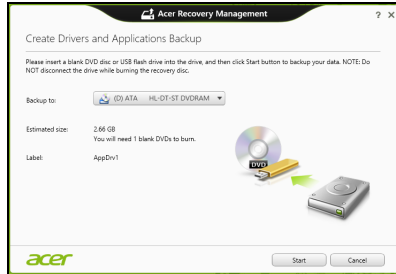 Acer Recovery Management
? X
Create Drivers and Applications Backup
Please insert a blank DVD disc or USB flash drive into the drive, and then click Start button to backup your data. NOTE: Do
NOT disconnect the drive while burning the recovery disc.
Backup to: (D) ATA HL-DT-ST DVDRAM
Estimated size: 2.66 GB
You will need 1 blank DVDs to burn.
Label: AppDrv1
DVD
acer Start Cancel